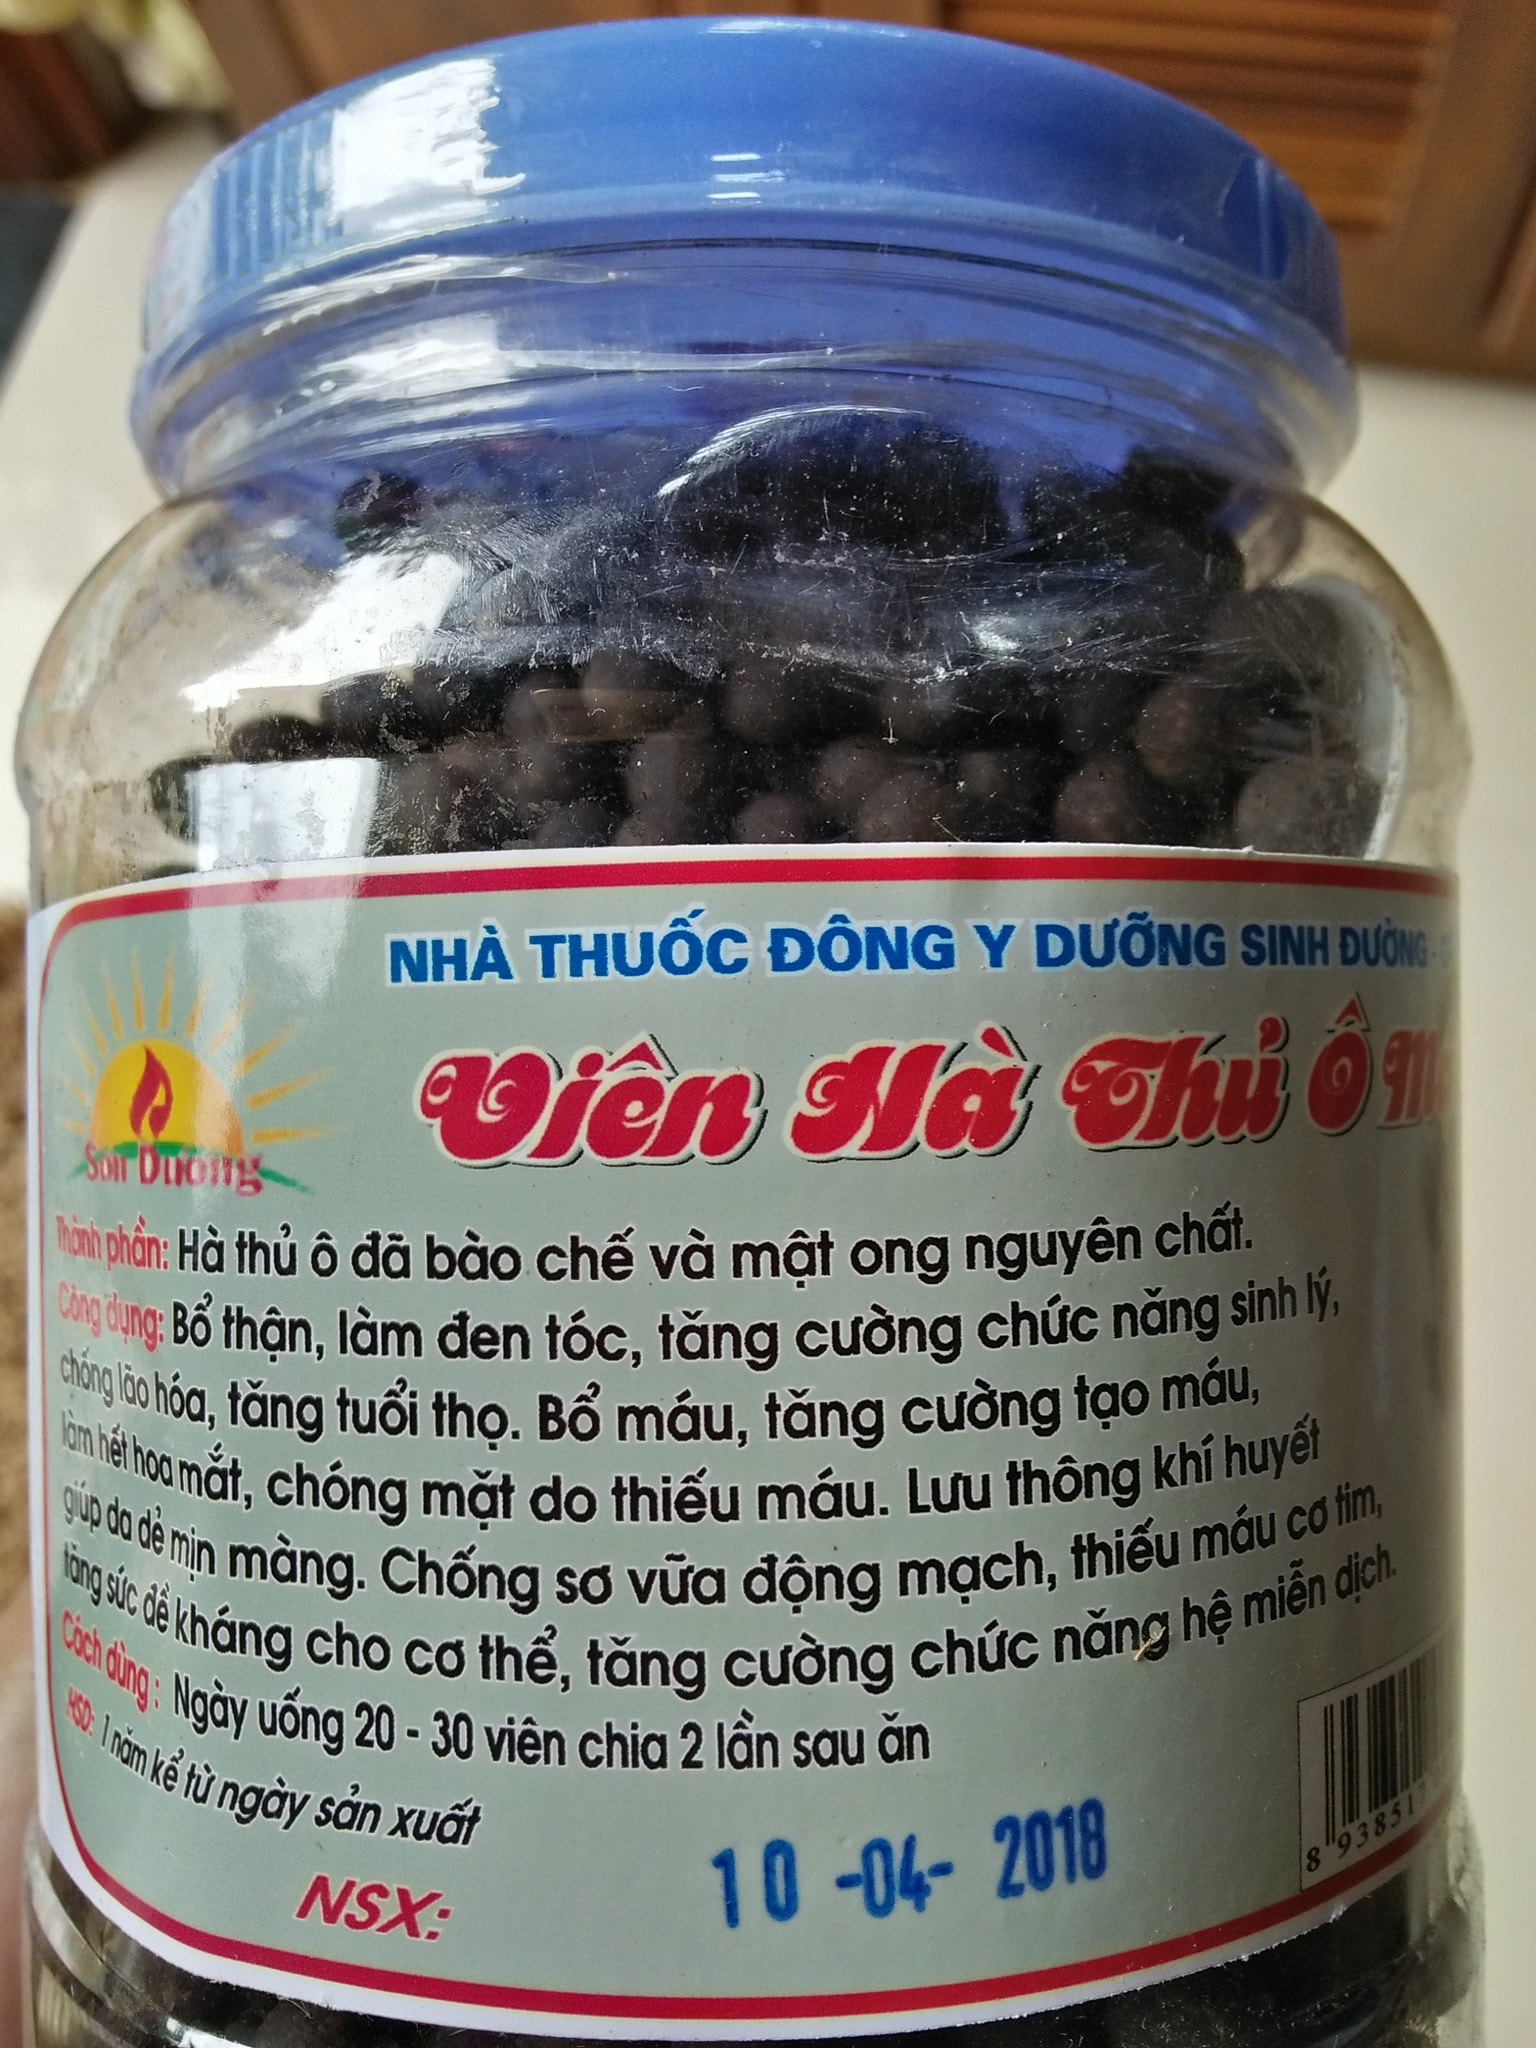 NHÀ THUỐC ĐÔNG Y DƯỠNG SINH ĐƯỜNG -
Viên Hà Thủ Ô
Sơn Dương
Thành phần: Hà thủ ô đã bào chế và mật ong nguyên chất.
Công dụng: Bổ thận, làm đen tóc, tăng cường chức năng sinh lý,
chống lão hóa, tăng tuổi thọ. Bổ máu, tăng cường tạo máu,
làm hết hoa mắt, chóng mặt do thiếu máu. Lưu thông khí huyết
giúp da dẻ mịn màng. Chống sơ vữa động mạch, thiếu máu cơ tim,
tăng sức đề kháng cho cơ thể, tăng cường chức năng hệ miễn dịch.
Cách dùng: Ngày uống 20 - 30 viên chia 2 lần sau ăn
HSD: 1 năm kể từ ngày sản xuất
NSX: 10 -04- 2018
8 93851